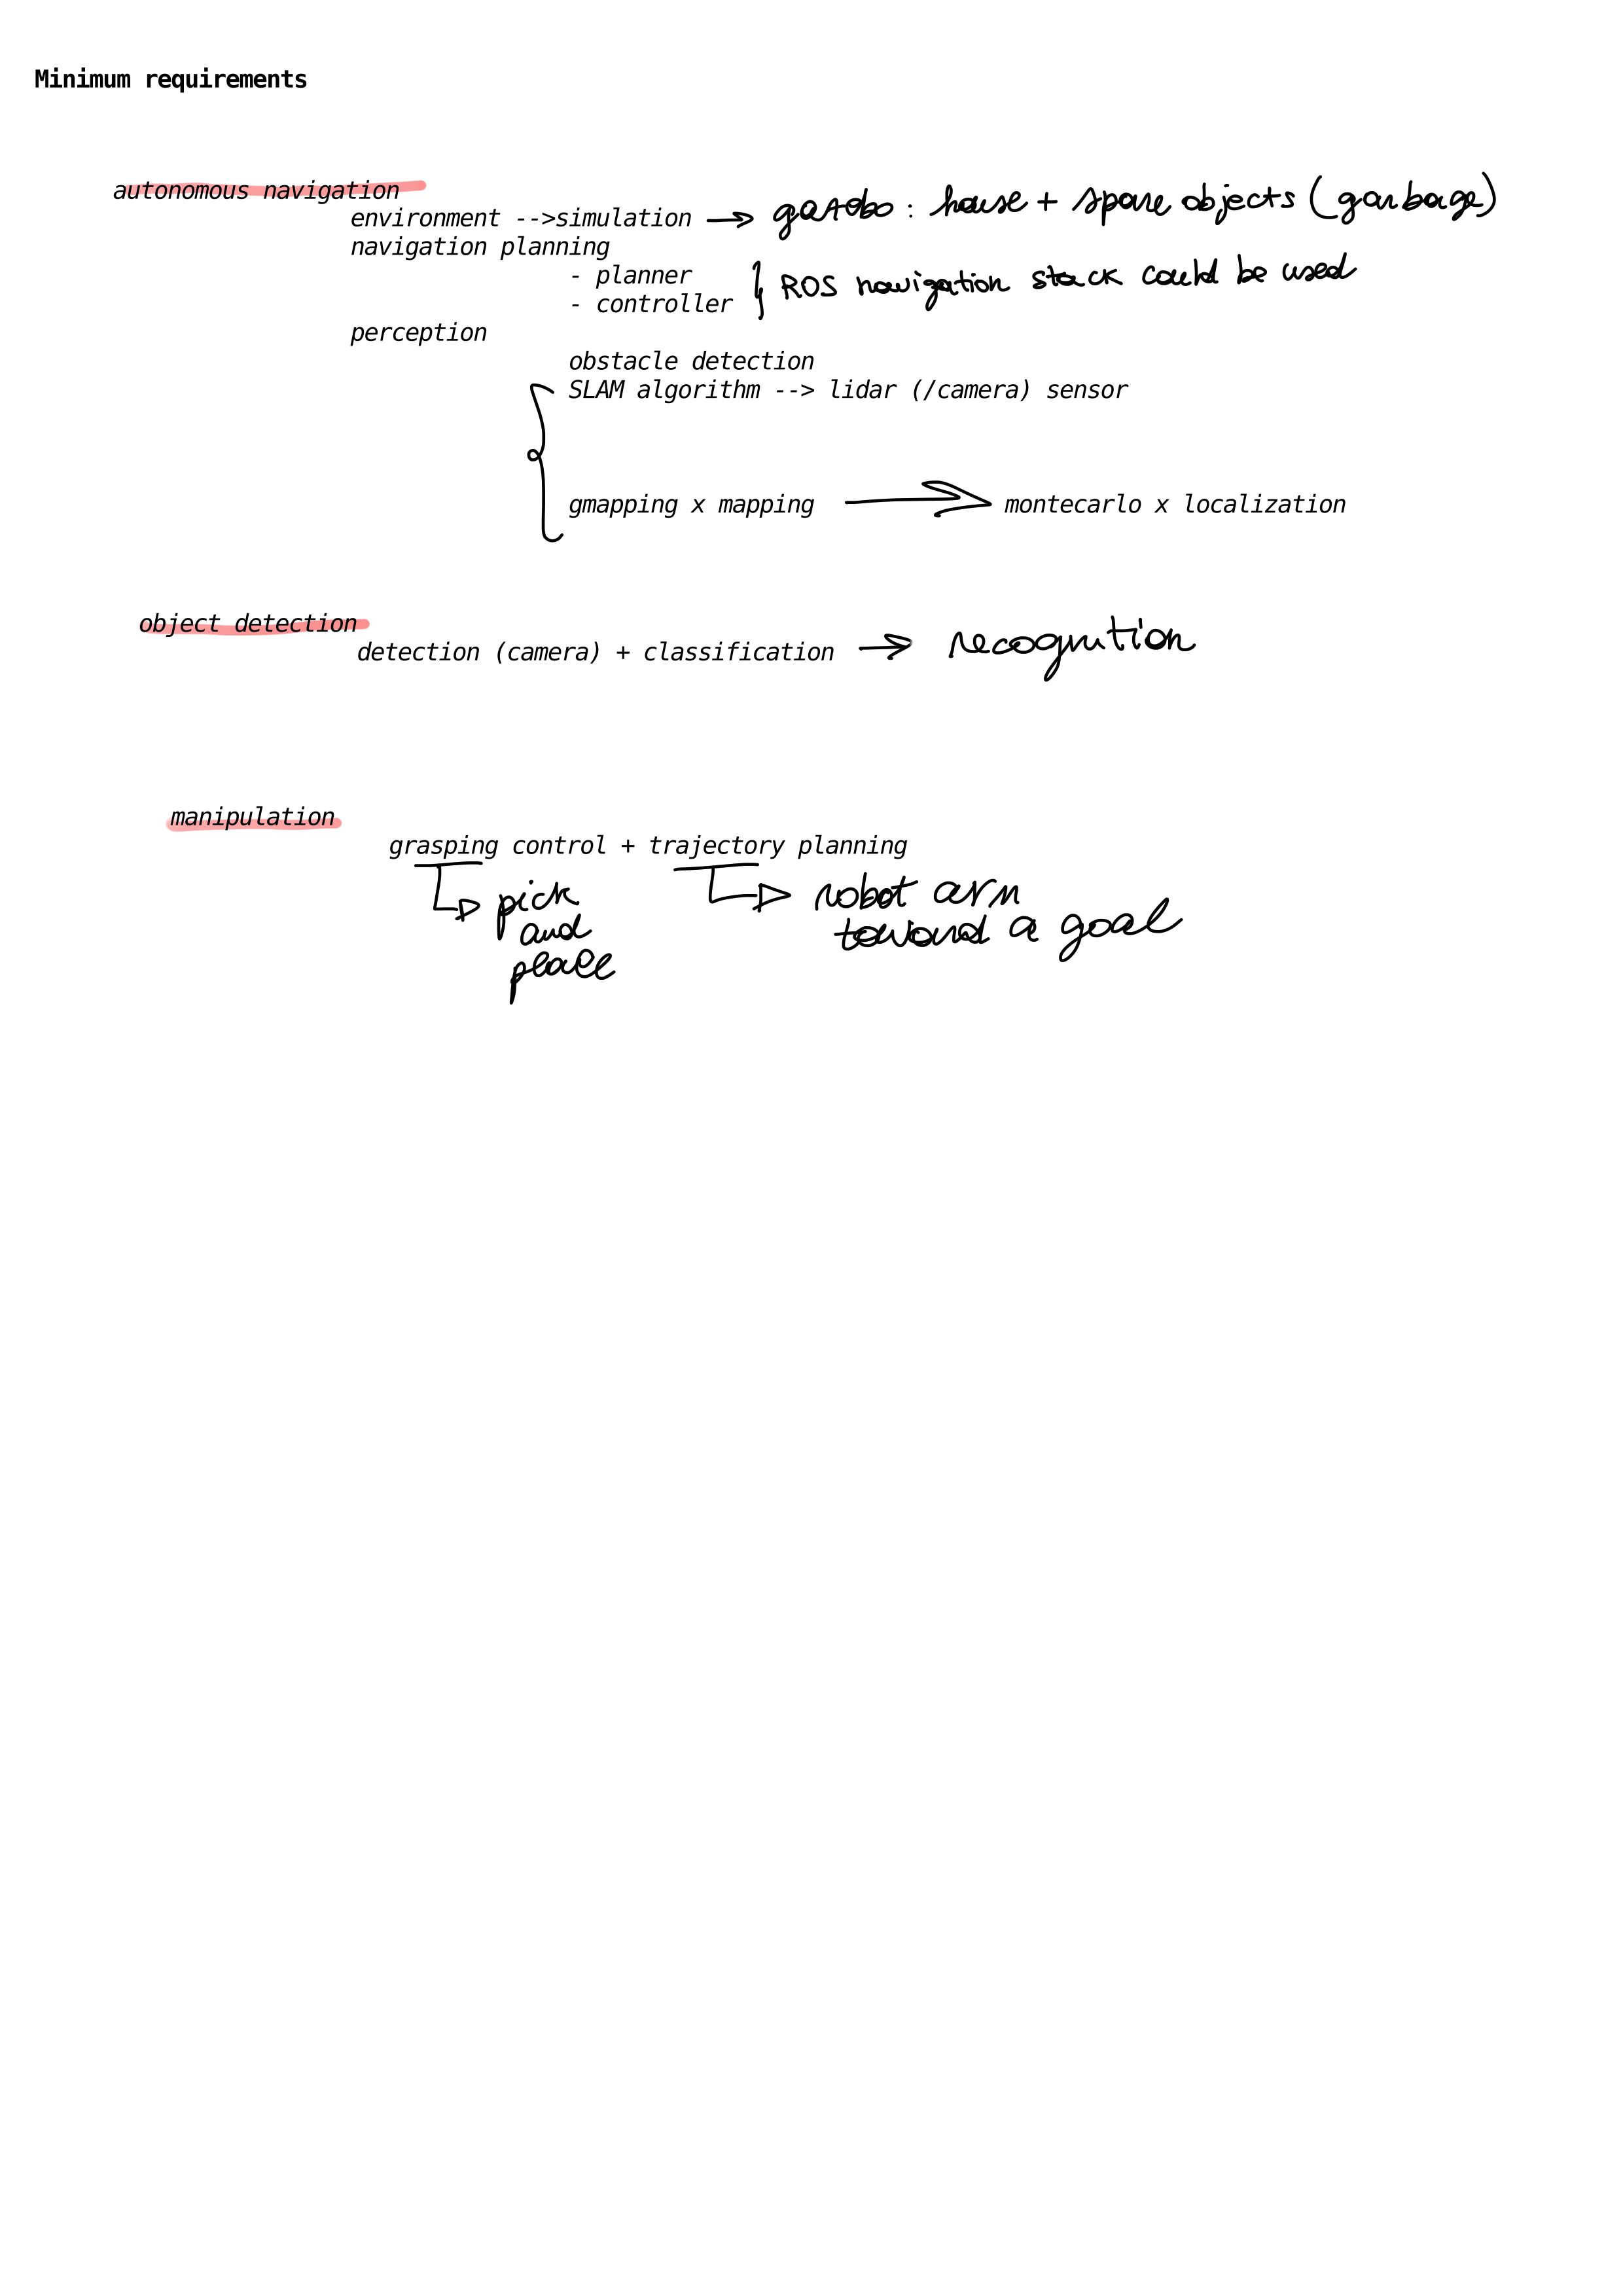 Minimum requirements
autonomous navigation
environment -->simulation → : house + spare objects (garbage)
navigation planning
- planner
- controller
ROS navigation stack could be used
perception
obstacle detection
SLAM algorithm --> lidar (/camera) sensor
gmapping x mapping → montecarlo x localization
object detection
detection (camera) + classification → recognition
manipulation
grasping control + trajectory planning
pick
and
place
robot arm
toward a goal